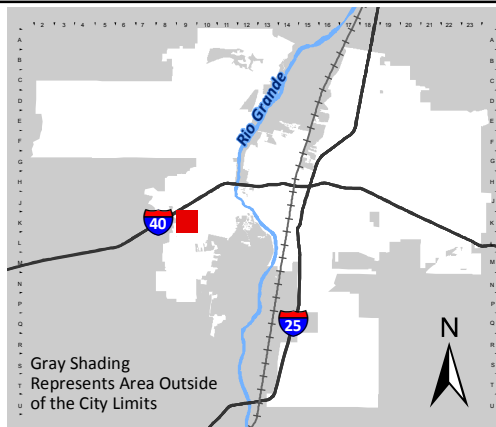 2 3 4 5 6 7 8 9 10 11 12 13 14 15 16 17 18 19 20 21 22 23
A A
B B
C C
D D
E E
F F
G G
H H
J J
K K
L L
M M
N N
P P
Q Q
R R
S S
T T
U U
Rio Grande
40
25
N
Gray Shading
Represents Area Outside
of the City Limits